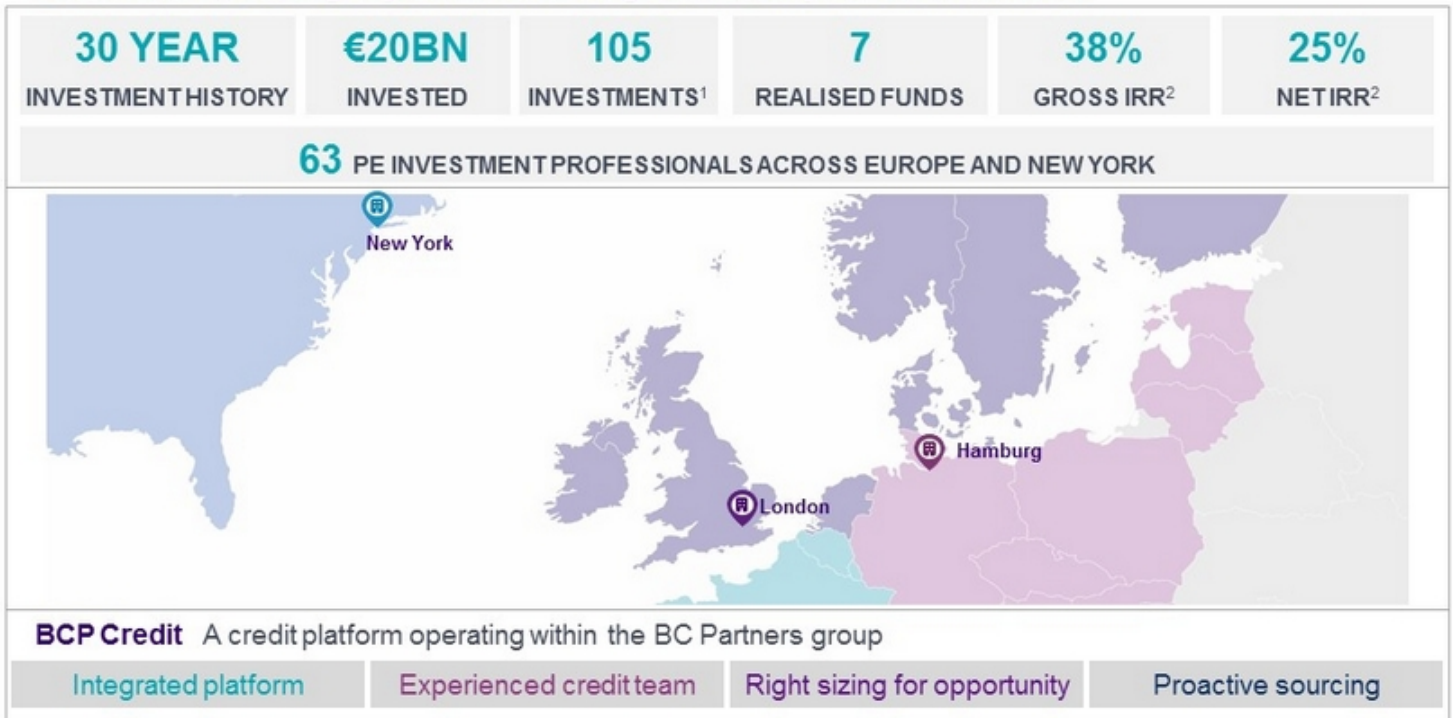 30 YEAR
INVESTMENT HISTORY
€20BN
INVESTED
105
INVESTMENTS¹
7
REALISED FUNDS
38%
GROSS IRR²
25%
NET IRR²
63 PE INVESTMENT PROFESSIONALS ACROSS EUROPE AND NEW YORK
New York
Hamburg
London
BCP Credit A credit platform operating within the BC Partners group
Integrated platform
Experienced credit team
Right sizing for opportunity
Proactive sourcing